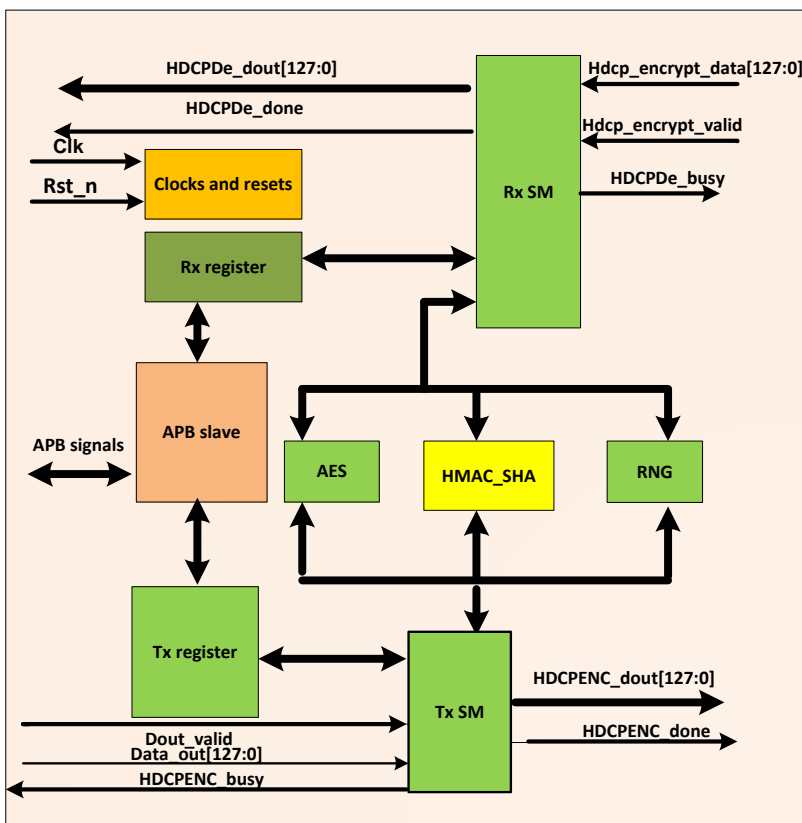 HDCPDe_dout[127:0]
Hdcp_encrypt_data[127:0]
HDCPDe_done
Hdcp_encrypt_valid
Clk
Rst_n
Clocks and resets
Rx SM
HDCPDe_busy
Rx register
APB signals
APB slave
AES
HMAC_SHA
RNG
Tx register
Tx SM
HDCPENC_dout[127:0]
HDCPENC_done
Dout_valid
Data_out[127:0]
HDCPENC_busy